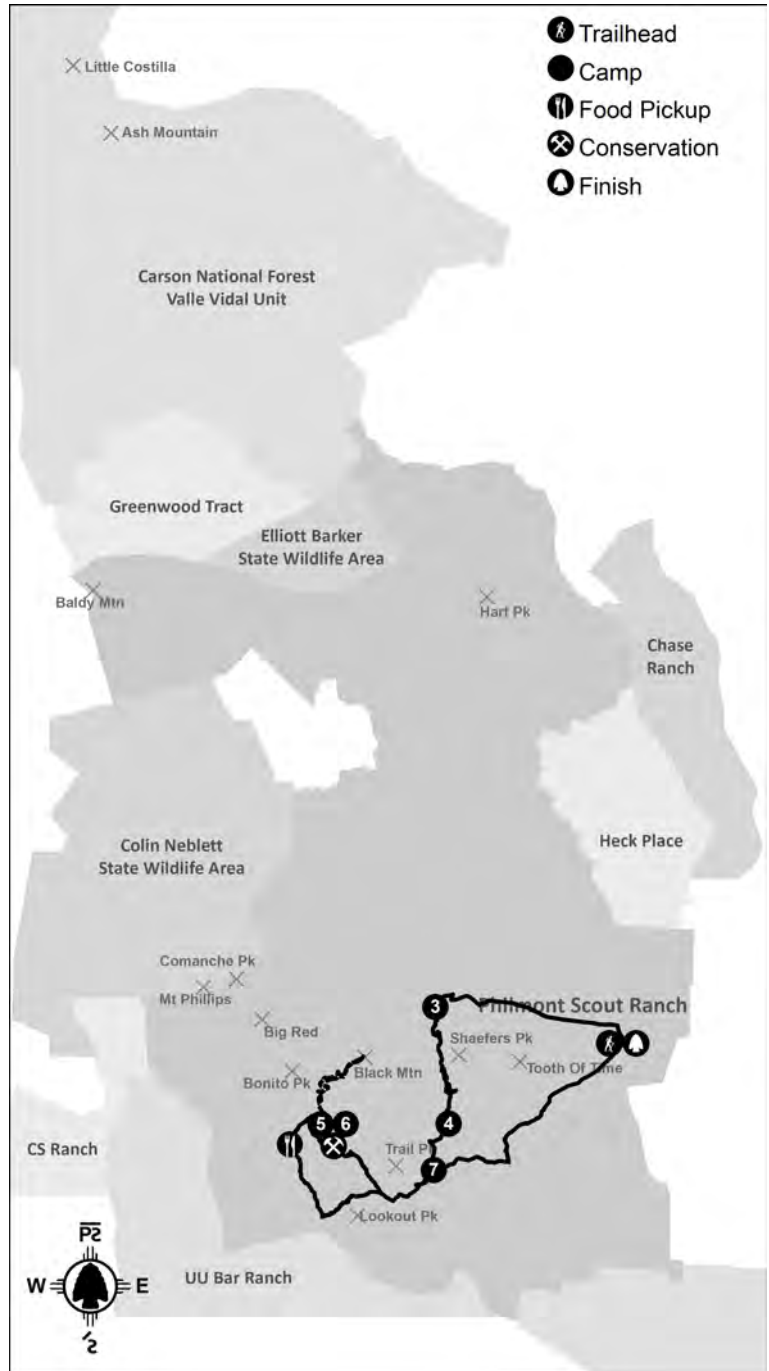 Trailhead
Camp
Food Pickup
Conservation
Finish
Little Costilla
Ash Mountain
Carson National Forest
Valle Vidal Unit
Greenwood Tract
Elliott Barker
State Wildlife Area
Baldy Mtn
Hart Pk
Chase
Ranch
Heck Place
Colin Neblett
State Wildlife Area
Comanche Pk
Mt Phillips
Big Red
Bonito Pk
Black Mtn
3
Philmont Scout Ranch
Shaefers Pk
Tooth Of Time
5
6
4
CS Ranch
Trail
7
Lookout Pk
UU Bar Ranch
W
E